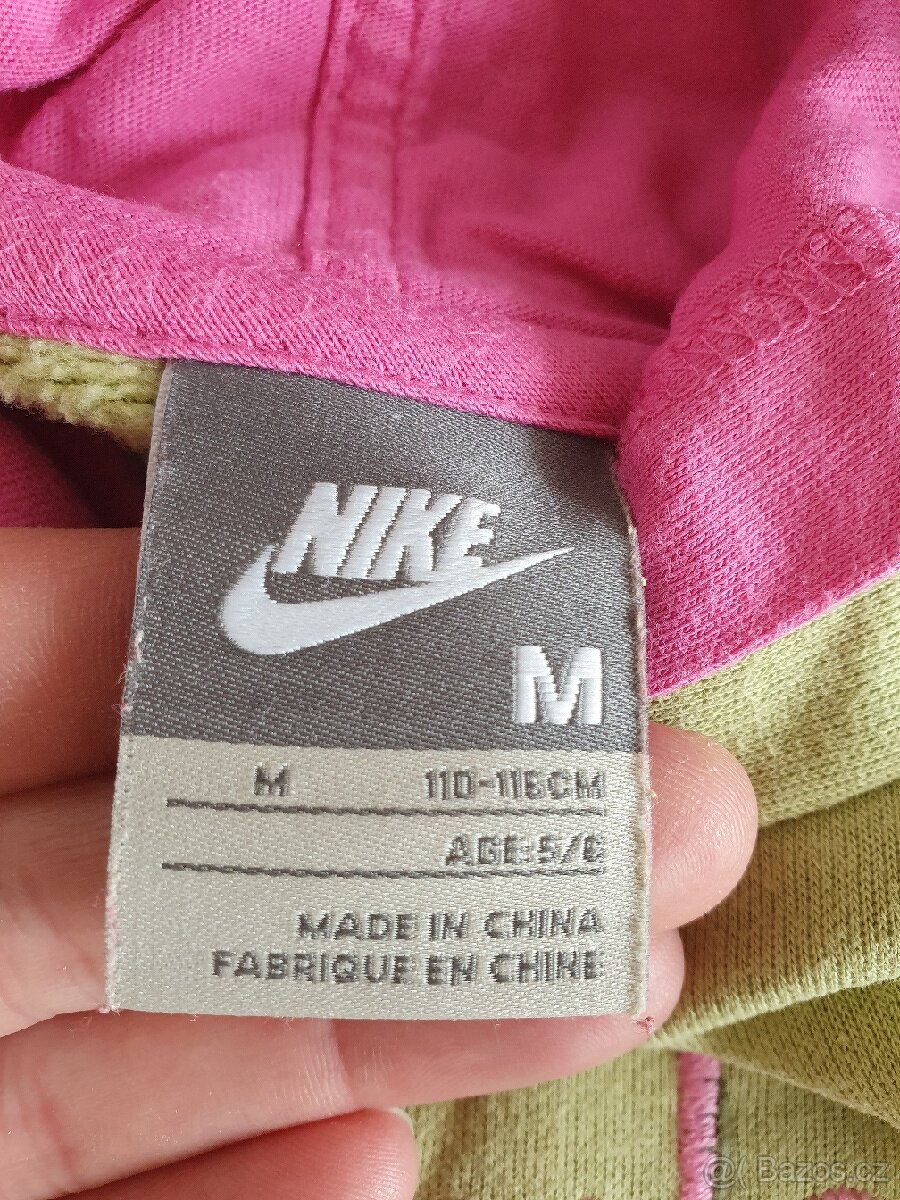 NIKE
M
M 110-116CM
AGE:5/6
MADE IN CHINA
FABRIQUE EN CHINE
Bazos.cz